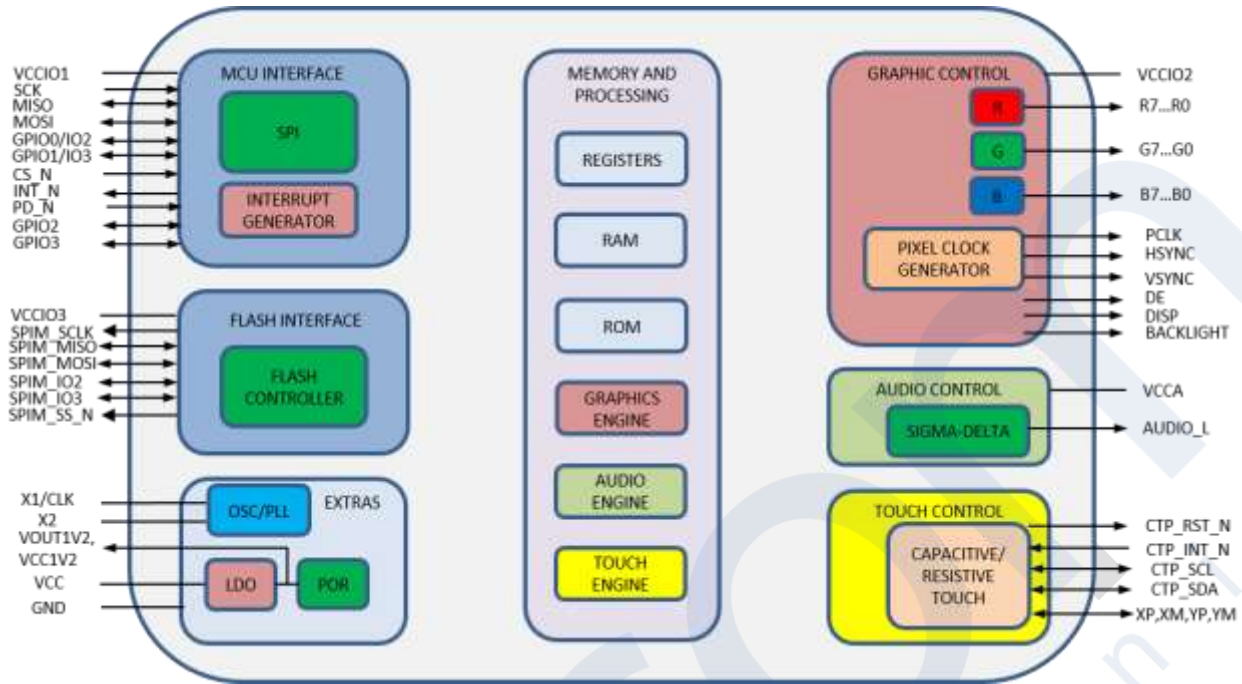 VCCIO1
SCK
MISO
MOSI
GPIO0/IO2
GPIO1/IO3
CS_N
INT_N
PD_N
GPIO2
GPIO3
MCU INTERFACE
SPI
INTERRUPT
GENERATOR
VCCIO3
SPIM_SCLK
SPIM_MISO
SPIM_MOSI
SPIM_IO2
SPIM_IO3
SPIM_SS_N
FLASH INTERFACE
FLASH
CONTROLLER
X1/CLK
X2
VOUT1V2,
VCC1V2
VCC
GND
OSC/PLL
EXTRAS
LDO
POR
MEMORY AND
PROCESSING
REGISTERS
RAM
ROM
GRAPHICS
ENGINE
AUDIO
ENGINE
TOUCH
ENGINE
GRAPHIC CONTROL
R
G
B
PIXEL CLOCK
GENERATOR
VCCIO2
R7...R0
G7...G0
B7...B0
PCLK
HSYNC
VSYNC
DE
DISP
BACKLIGHT
AUDIO CONTROL
SIGMA-DELTA
VCCA
AUDIO_L
TOUCH CONTROL
CAPACITIVE/
RESISTIVE
TOUCH
CTP_RST_N
CTP_INT_N
CTP_SCL
CTP_SDA
XP,XM,YP,YM